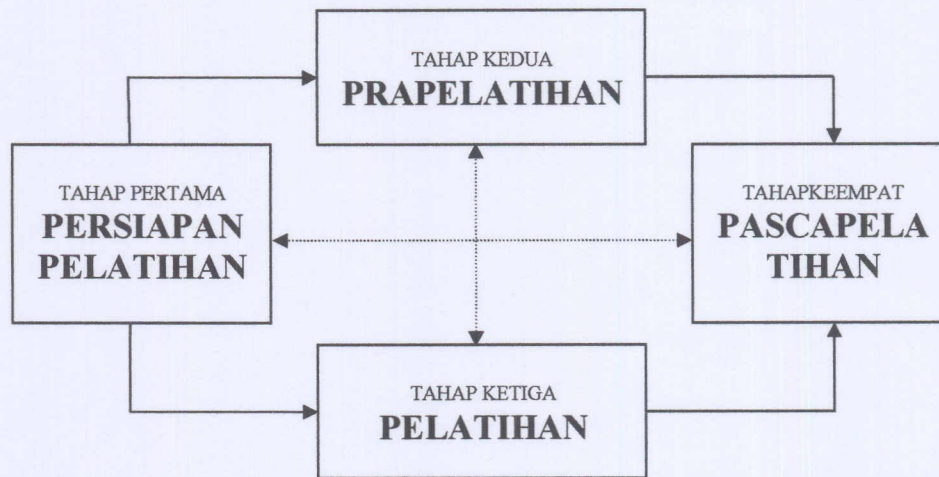 TAHAP KEDUA
PRAPELATIHAN
TAHAP PERTAMA
PERSIAPAN
PELATIHAN
TAHAPKEEMPAT
PASCAPELA
TIHAN
TAHAP KETIGA
PELATIHAN